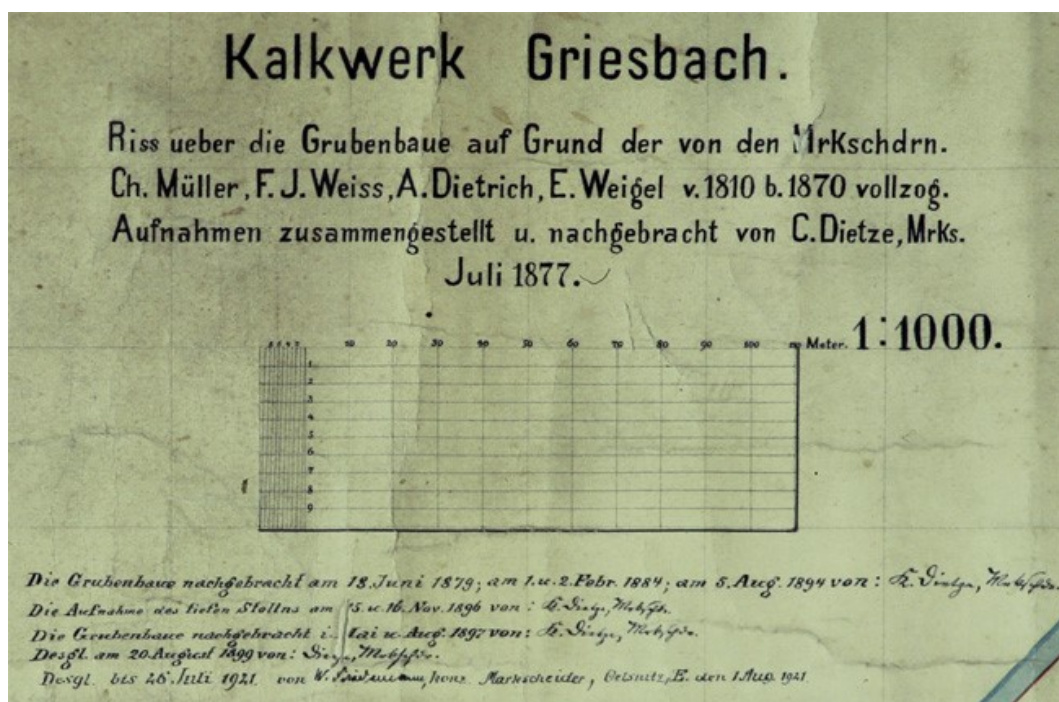 Kalkwerk Griesbach.
Riss ueber die Grubenbaue auf Grund der von den MrKschdrn.
Ch. Müller, F. J. Weiss, A. Dietrich, E. Weigel v. 1810 b. 1870 vollzog.
Aufnahmen zusammengestellt u. nachgebracht von C. Dietze, Mrks.
Juli 1877.
10 20 30 40 50 60 70 80 90 100 Meter. 1:1000.
1
2
3
4
5
6
7
8
9
Die Grubenbaue nachgebracht am 18. Juni 1879; am 1. u. 2. Febr. 1884; am 5. Aug. 1894 von:
Die Aufnahme des tiefen Stollns am 15. u. 16. Nov. 1896 von:
Die Grubenbaue nachgebracht i. Mai u. Aug. 1897 von:
Desgl. am 20. August 1899 von:
Desgl. bis 26. Juli 1921 von W. konz. Markscheider, Oelsnitz, E. den 1. Aug. 1921